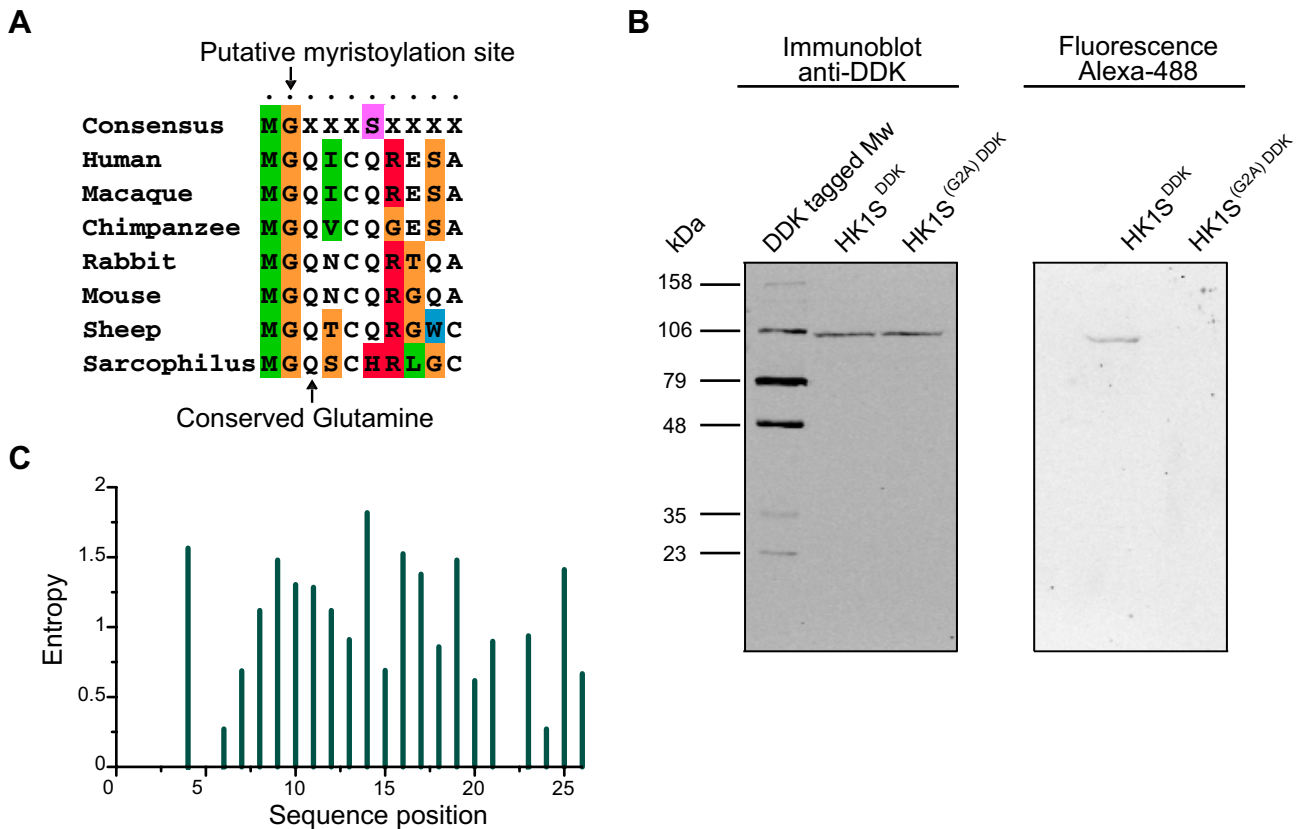 A
Putative myristoylation site
. . . . . . . . . .
Consensus MGXXXSXXXX
Human MGQICQRESA
Macaque MGQICQRESA
Chimpanzee MGQVCQGESA
Rabbit MGQNCQRTQA
Mouse MGQNCQRGQA
Sheep MGQTCQRGWC
Sarcophilus MGQSCHRLGC
Conserved Glutamine
B
Immunoblot
anti-DDK
Fluorescence
Alexa-488
kDa
DDK tagged Mw
HK1S DDK
HK1S (G2A) DDK
HK1S DDK
HK1S (G2A) DDK
158
106
79
48
35
23
C
Entropy
2
1.5
1
0.5
0
0 5 10 15 20 25
Sequence position